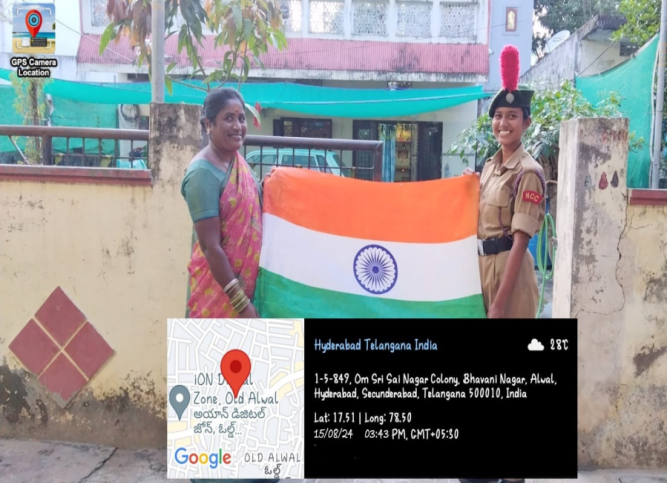 GPS Camera
Location
NCC
Hyderabad Telangana India
28℃
1-5-849, Om Sri Sai Nagar Colony, Bhavani Nagar, Alwal,
Hyderabad, Secunderabad, Telangana 500010, India
Lat: 17.51 | Long: 78.50
15/08/24 03:43 PM, GMT+05:30
iON
Zone, Old Alwal
అయాన్ డిజిటల్
జోన్, ఓల్డ్...
Google
OLD ALWAL
ఓల్డ్